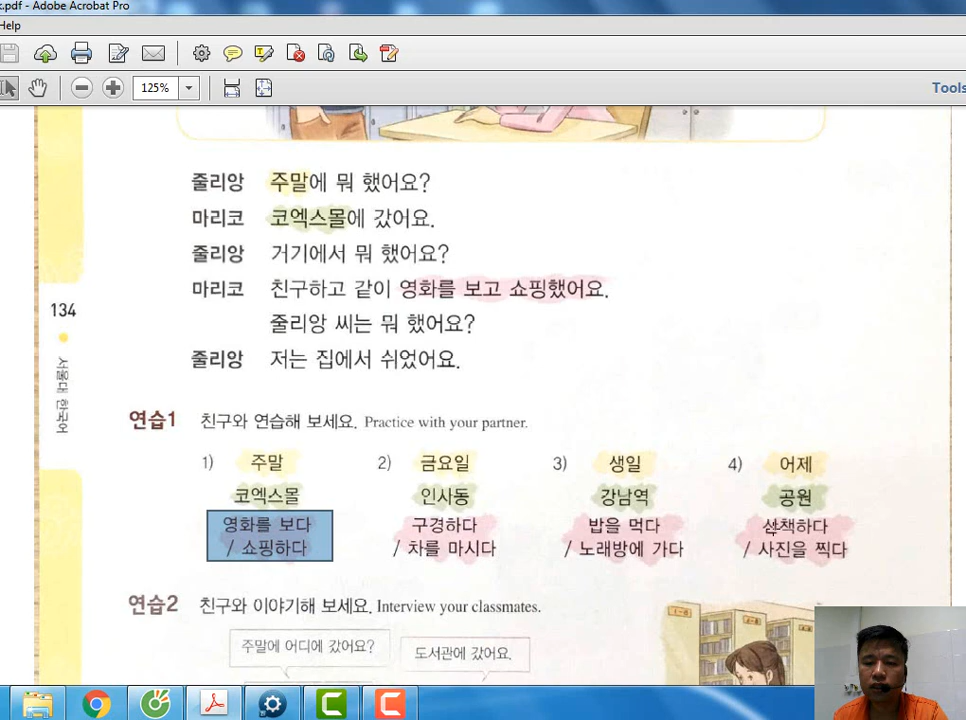 k.pdf - Adobe Acrobat Pro
Help
125%
Tools
줄리앙 주말에 뭐 했어요?
마리코 코엑스몰에 갔어요.
줄리앙 거기에서 뭐 했어요?
마리코 친구하고 같이 영화를 보고 쇼핑했어요.
줄리앙 씨는 뭐 했어요?
줄리앙 저는 집에서 쉬었어요.
134
서울대 한국어
연습1 친구와 연습해 보세요. Practice with your partner.
1) 주말
코엑스몰
영화를 보다
/ 쇼핑하다
2) 금요일
인사동
구경하다
/ 차를 마시다
3) 생일
강남역
밥을 먹다
/ 노래방에 가다
4) 어제
공원
산책하다
/ 사진을 찍다
연습2 친구와 이야기해 보세요. Interview your classmates.
주말에 어디에 갔어요?
도서관에 갔어요.